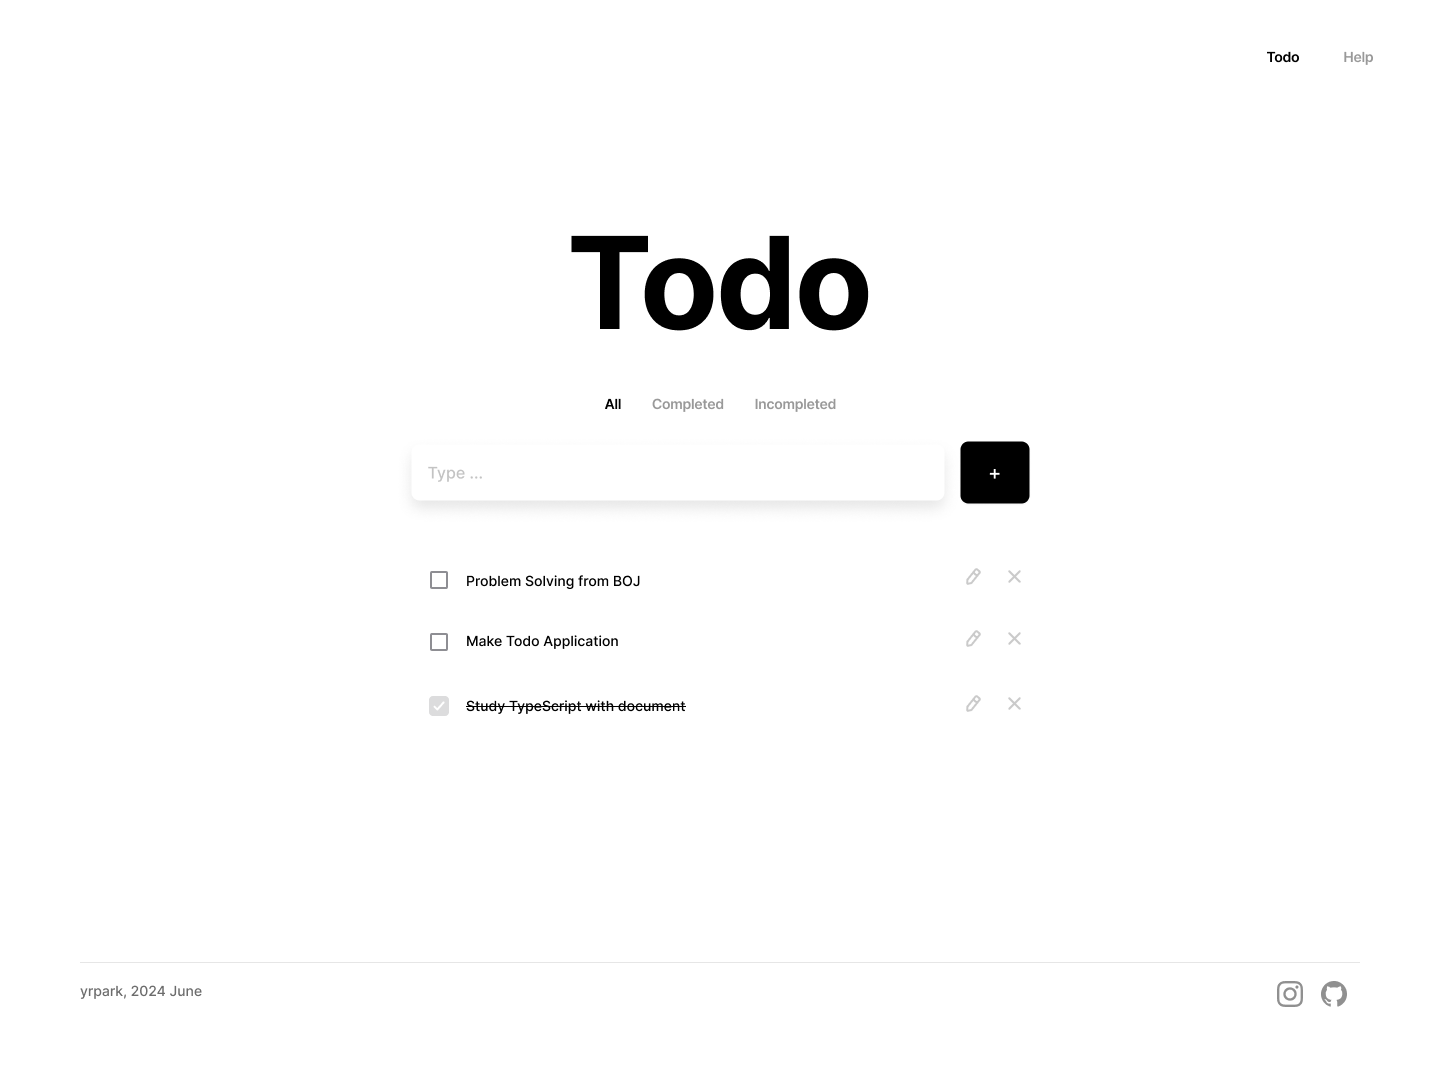 Todo Help
Todo
All Completed Incompleted
Type ...
+
Problem Solving from BOJ
Make Todo Application
Study TypeScript with document
yrpark, 2024 June